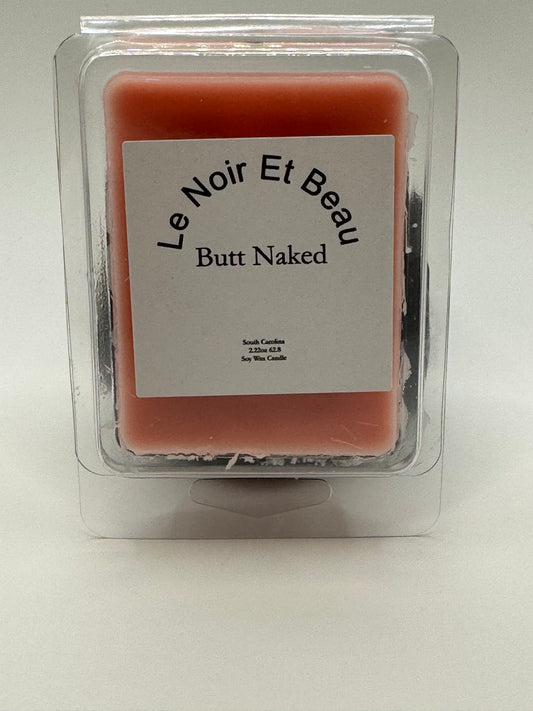 Le Noir Et Beau
Butt Naked
South Carolina
2.22oz 62.8
Soy Wax Candle